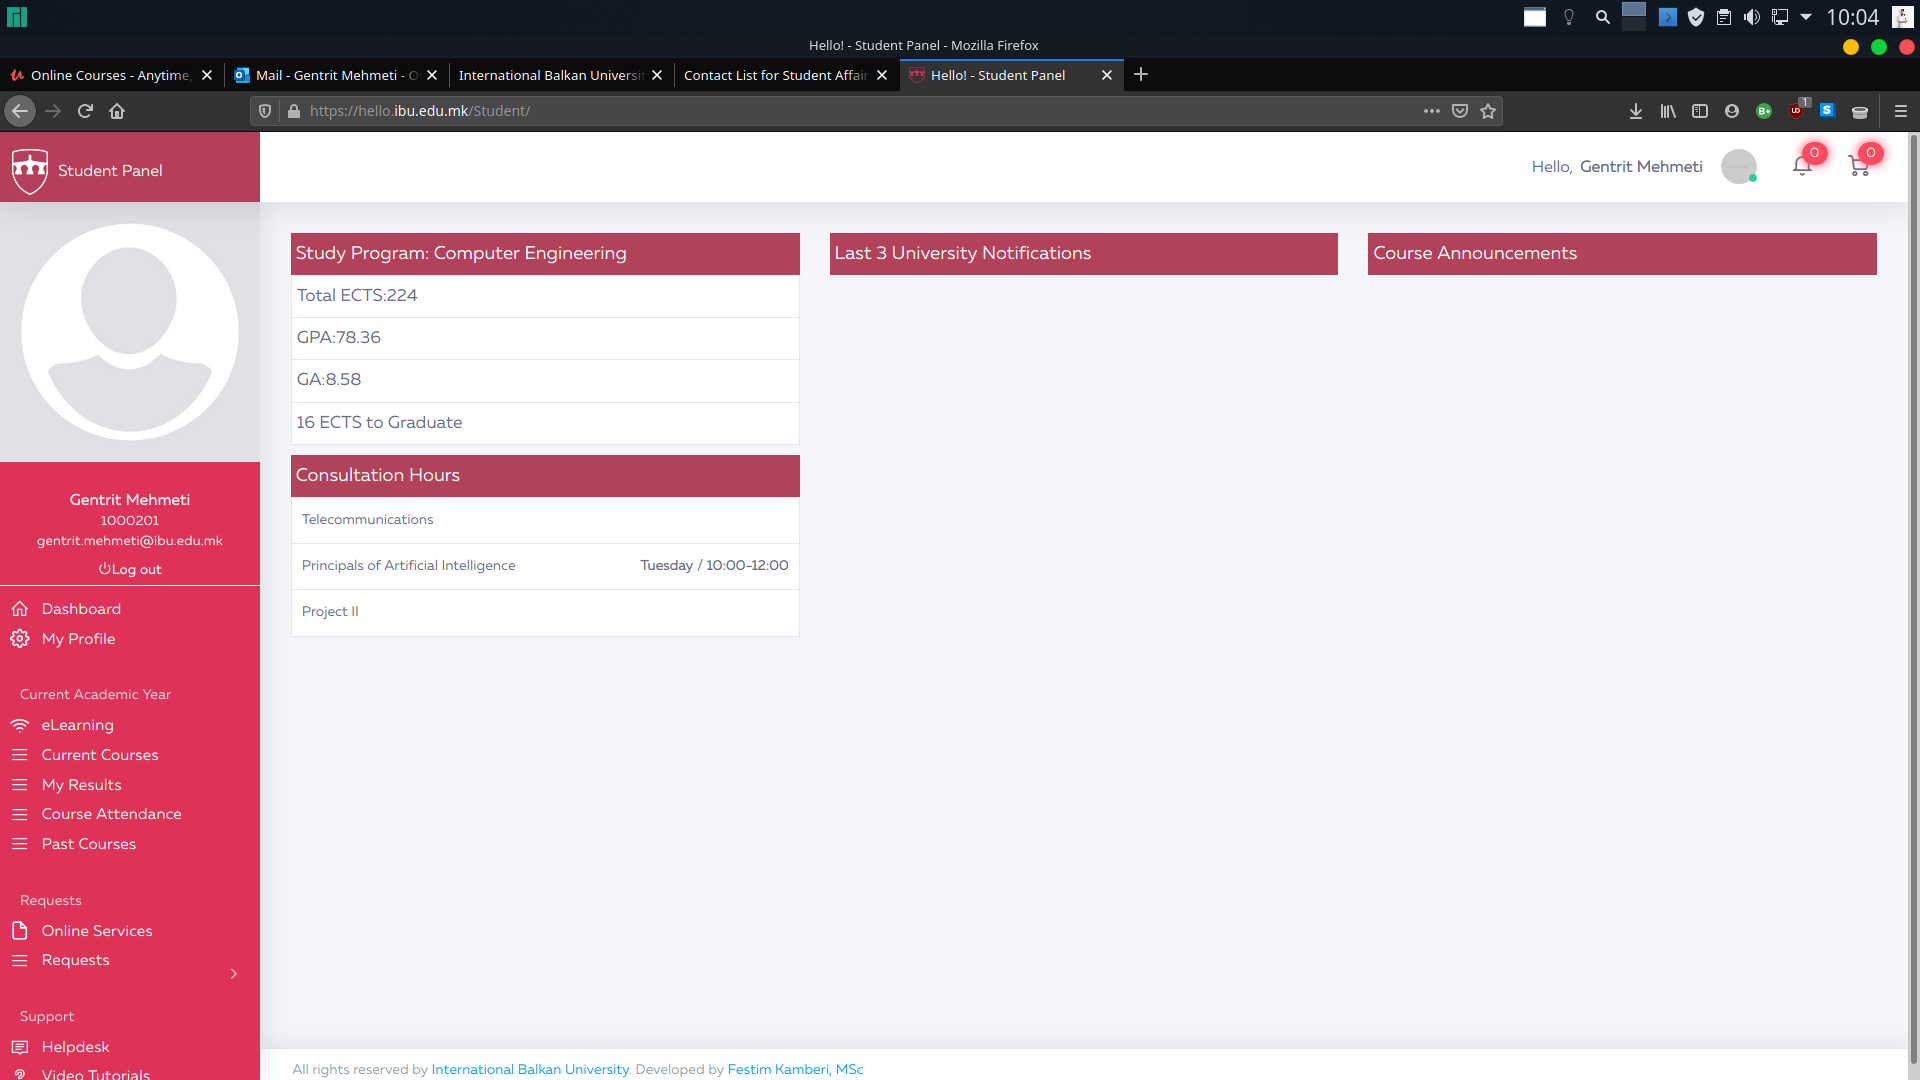 10:04
Hello! - Student Panel - Mozilla Firefox
Online Courses - Anytime,
Mail - Gentrit Mehmeti - O
International Balkan Universit
Contact List for Student Affair
Hello! - Student Panel
https://hello.ibu.edu.mk/Student/
1
Student Panel
Hello, Gentrit Mehmeti
0
0
Study Program: Computer Engineering
Total ECTS:224
GPA:78.36
GA:8.58
16 ECTS to Graduate
Consultation Hours
Telecommunications
Principals of Artificial Intelligence Tuesday / 10:00-12:00
Project II
Last 3 University Notifications
Course Announcements
Gentrit Mehmeti
1000201
gentrit.mehmeti@ibu.edu.mk
Log out
Dashboard
My Profile
Current Academic Year
eLearning
Current Courses
My Results
Course Attendance
Past Courses
Requests
Online Services
Requests
Support
Helpdesk
Video Tutorials
All rights reserved by International Balkan University. Developed by Festim Kamberi, MSc